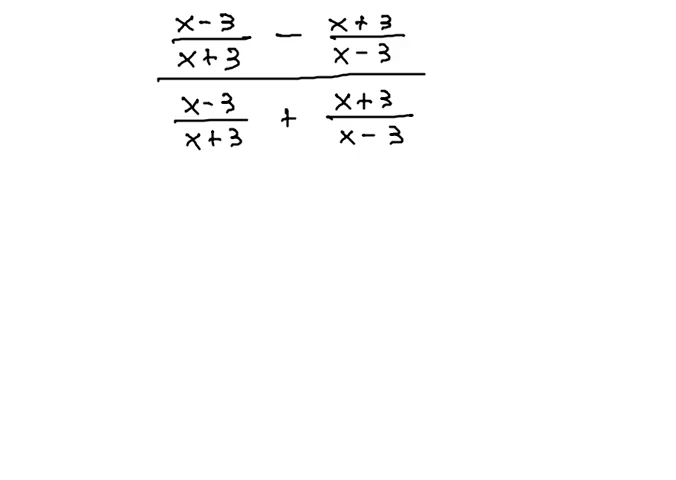 x-3 x+3
— - —
x+3 x-3
———
x-3 x+3
— + —
x+3 x-3